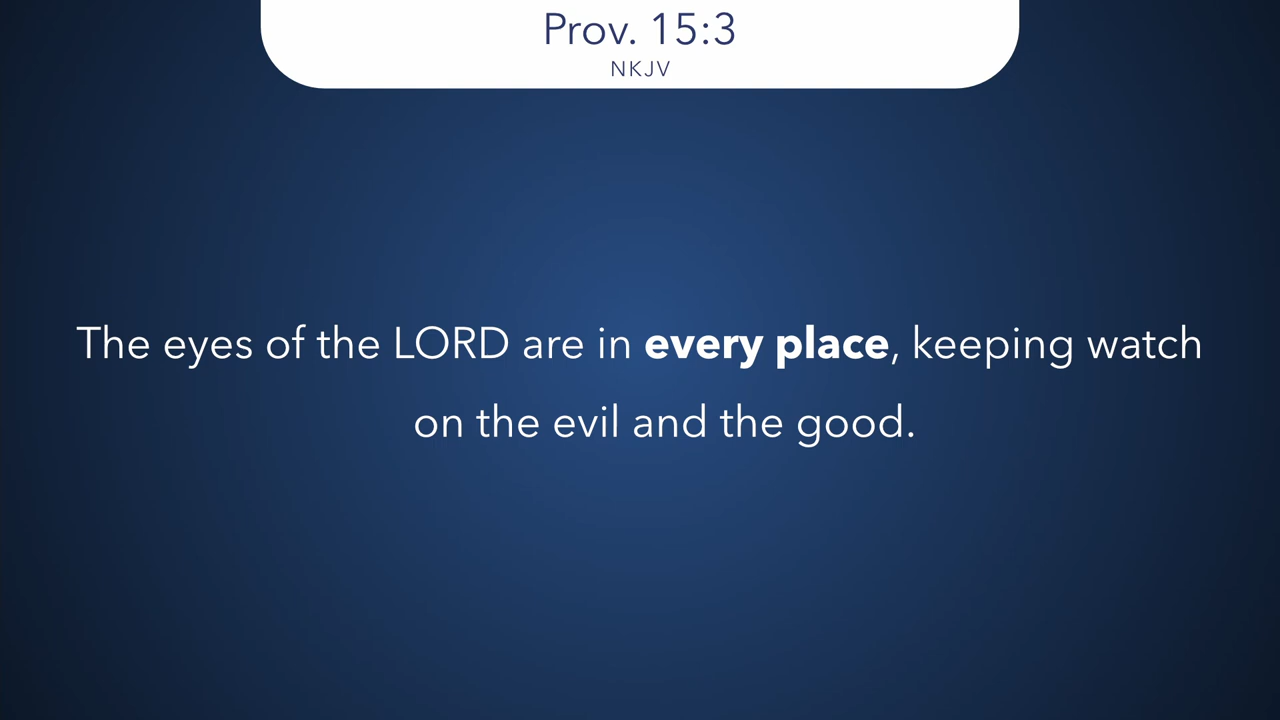 Prov. 15:3
NKJV
The eyes of the LORD are in every place, keeping watch
on the evil and the good.